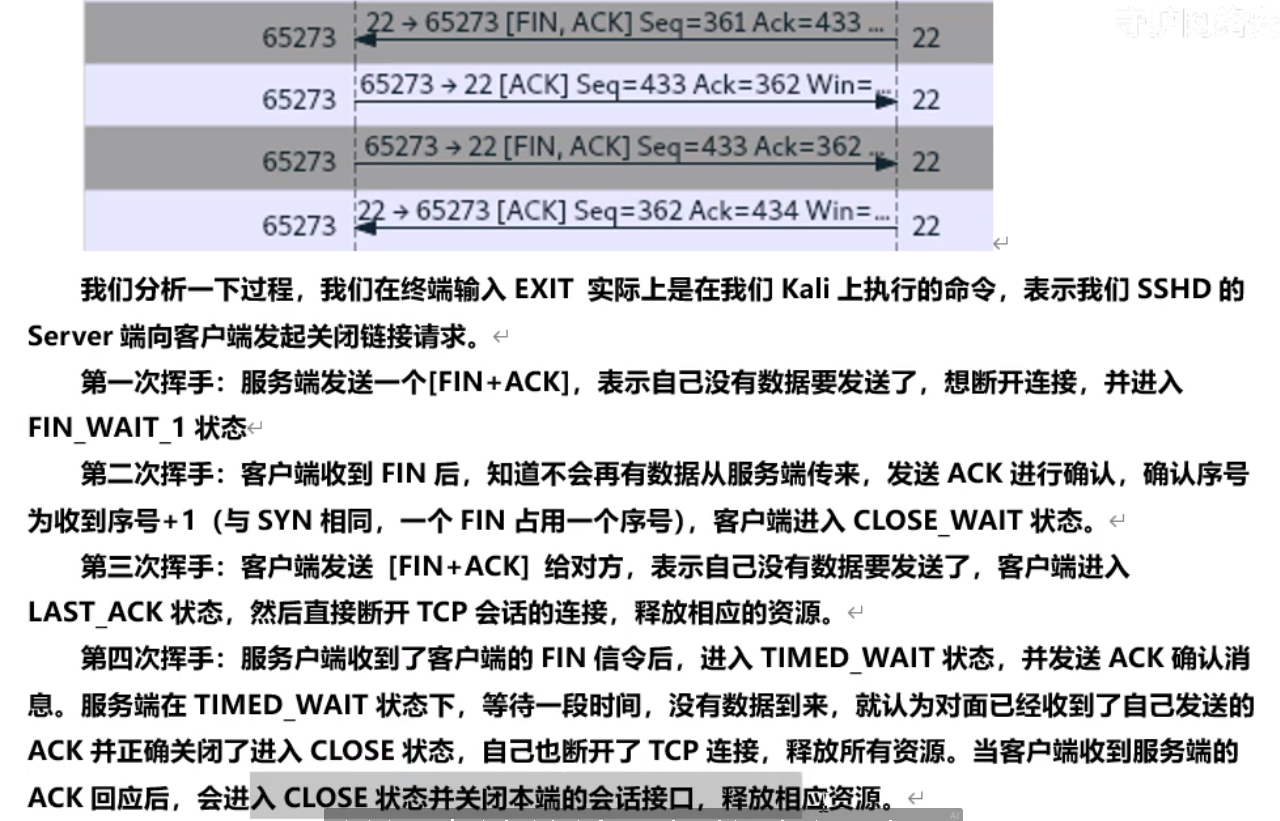 65273 22 → 65273 [FIN, ACK] Seq=361 Ack=433 ... 22
65273 65273 → 22 [ACK] Seq=433 Ack=362 Win=... 22
65273 65273 → 22 [FIN, ACK] Seq=433 Ack=362 ... 22
65273 22 → 65273 [ACK] Seq=362 Ack=434 Win=... 22
我们分析一下过程，我们在终端输入 EXIT 实际上是在我们 Kali 上执行的命令，表示我们 SSHD 的
Server 端向客户端发起关闭链接请求。
第一次挥手：服务端发送一个[FIN+ACK]，表示自己没有数据要发送了，想断开连接，并进入
FIN_WAIT_1 状态
第二次挥手：客户端收到 FIN 后，知道不会再有数据从服务端传来，发送 ACK 进行确认，确认序号
为收到序号+1（与 SYN 相同，一个 FIN 占用一个序号），客户端进入 CLOSE_WAIT 状态。
第三次挥手：客户端发送 [FIN+ACK] 给对方，表示自己没有数据要发送了，客户端进入
LAST_ACK 状态，然后直接断开 TCP 会话的连接，释放相应的资源。
第四次挥手：服务户端收到了客户端的 FIN 信令后，进入 TIMED_WAIT 状态，并发送 ACK 确认消
息。服务端在 TIMED_WAIT 状态下，等待一段时间，没有数据到来，就认为对面已经收到了自己发送的
ACK 并正确关闭了进入 CLOSE 状态，自己也断开了 TCP 连接，释放所有资源。当客户端收到服务端的
ACK 回应后，会进入 CLOSE 状态并关闭本端的会话接口，释放相应资源。
AI